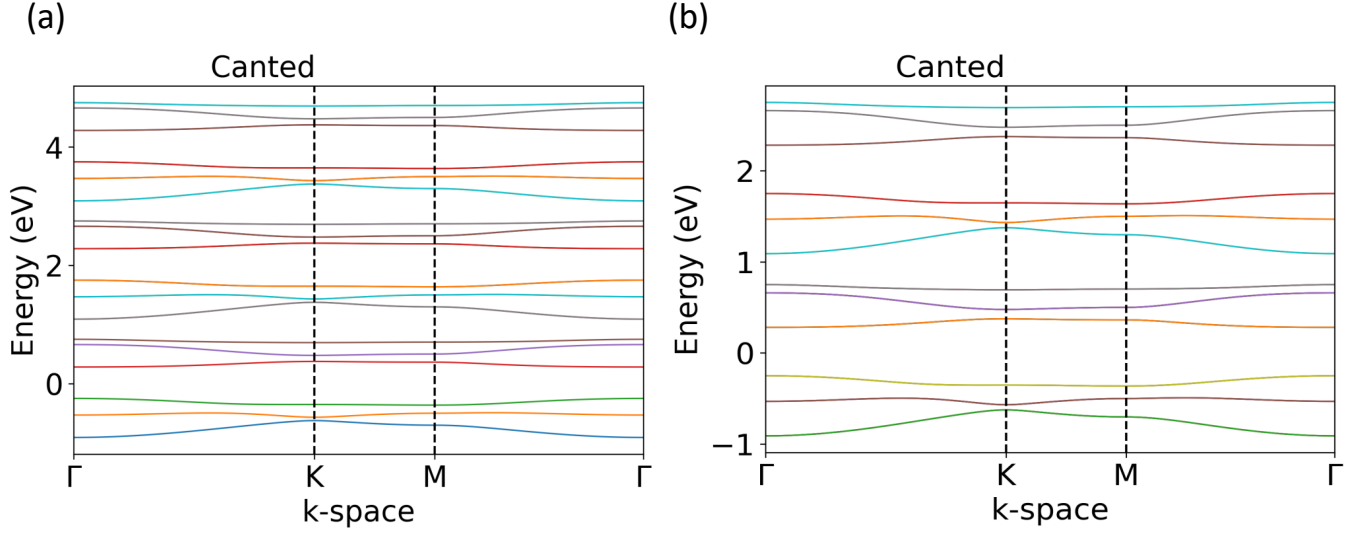 (a)
Canted
Energy (eV)
4
2
0
Γ K M Γ
k-space
(b)
Canted
Energy (eV)
2
1
0
−1
Γ K M Γ
k-space